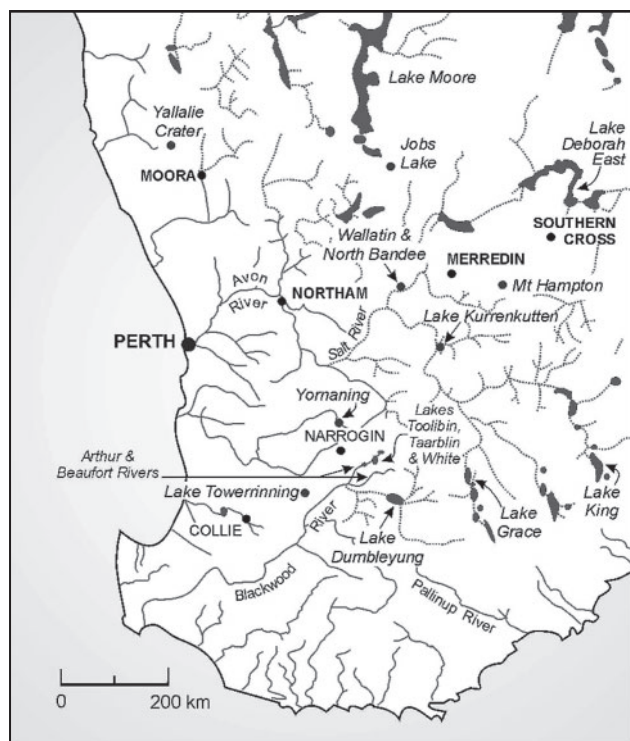 Lake Moore
Yallalie
Crater
Jobs
Lake
Lake
Deborah
East
MOORA
SOUTHERN
CROSS
Wallatin &
North Bandee
MERREDIN
Mt Hampton
Avon
River
NORTHAM
Salt River
Lake Kurrenkutten
PERTH
Yornaning
NARROGIN
Lakes
Toolibin,
Taarblin
& White
Arthur &
Beaufort Rivers
Lake Towerrinning
COLLIE
River
Blackwood
Lake
Dumbleyung
Lake
Grace
Lake
King
Pallinup River
0 200 km